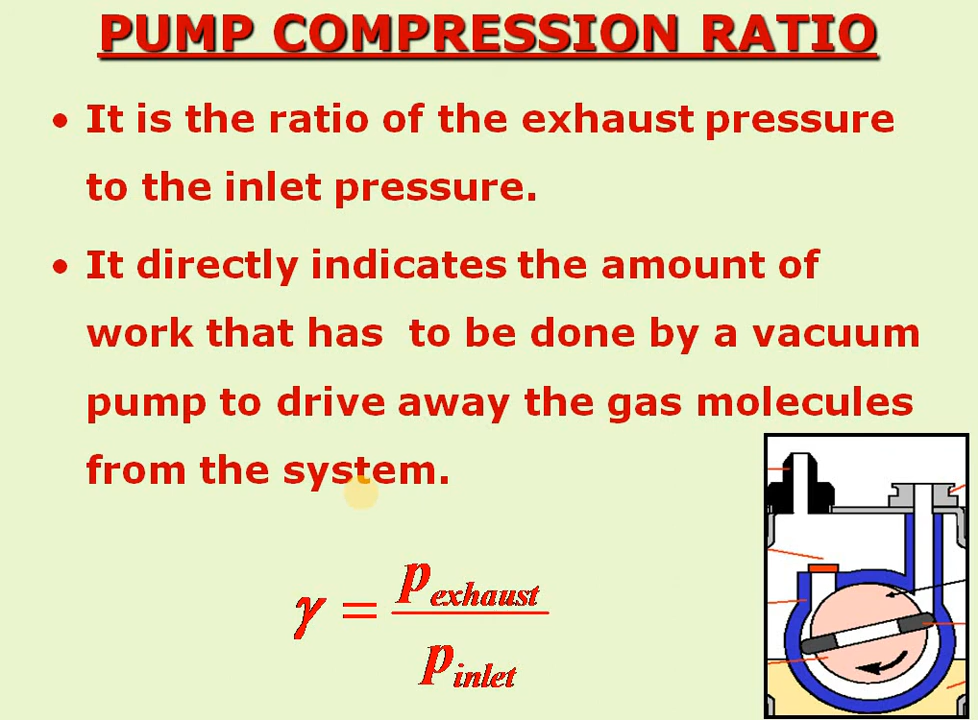 PUMP COMPRESSION RATIO
• It is the ratio of the exhaust pressure
to the inlet pressure.
• It directly indicates the amount of
work that has to be done by a vacuum
pump to drive away the gas molecules
from the system.
γ = p_exhaust / p_inlet